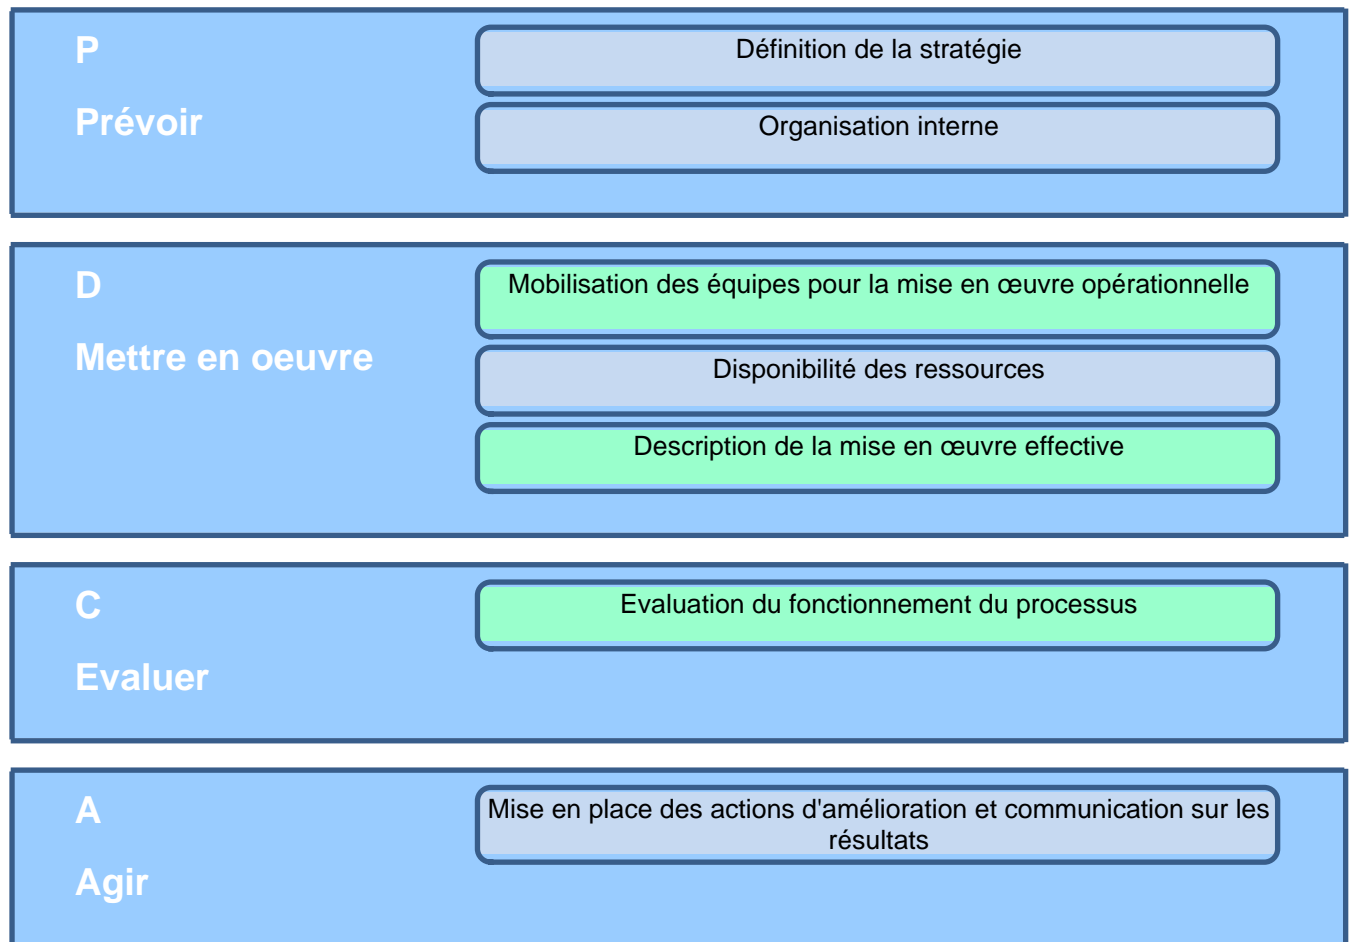 P
Définition de la stratégie
Prévoir
Organisation interne
D
Mobilisation des équipes pour la mise en œuvre opérationnelle
Mettre en oeuvre
Disponibilité des ressources
Description de la mise en œuvre effective
C
Evaluation du fonctionnement du processus
Evaluer
A
Mise en place des actions d'amélioration et communication sur les
résultats
Agir